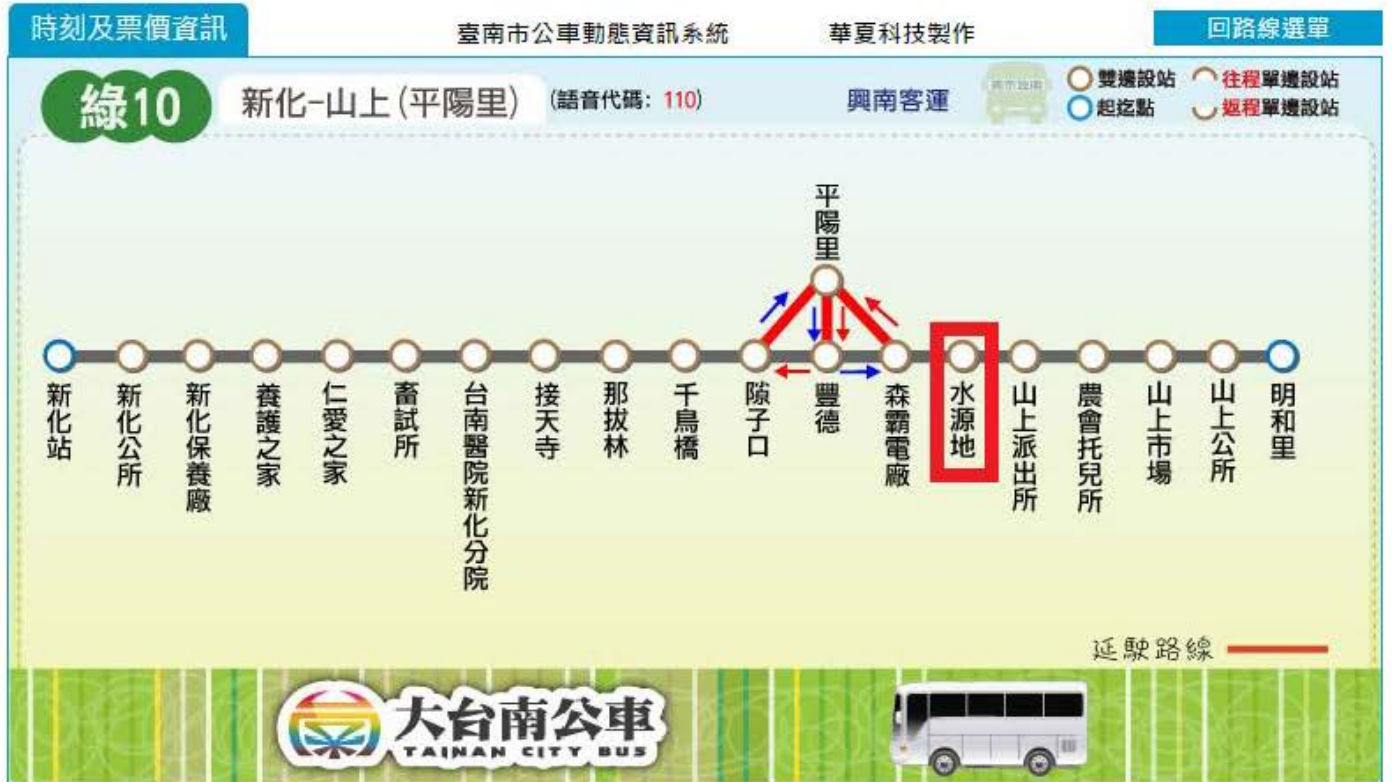 時刻及票價資訊
臺南市公車動態資訊系統
華夏科技製作
回路線選單
綠10
新化-山上(平陽里)
(語音代碼: 110)
興南客運
雙邊設站
往程單邊設站
起迄點
返程單邊設站
平陽里
新化站
新化公所
新化保養廠
養護之家
仁愛之家
畜試所
台南醫院新化分院
接天寺
那拔林
千鳥橋
隙子口
豐德
森霸電廠
水源地
山上派出所
農會托兒所
山上市場
山上公所
明和里
延駛路線
大台南公車
TAINAN CITY BUS